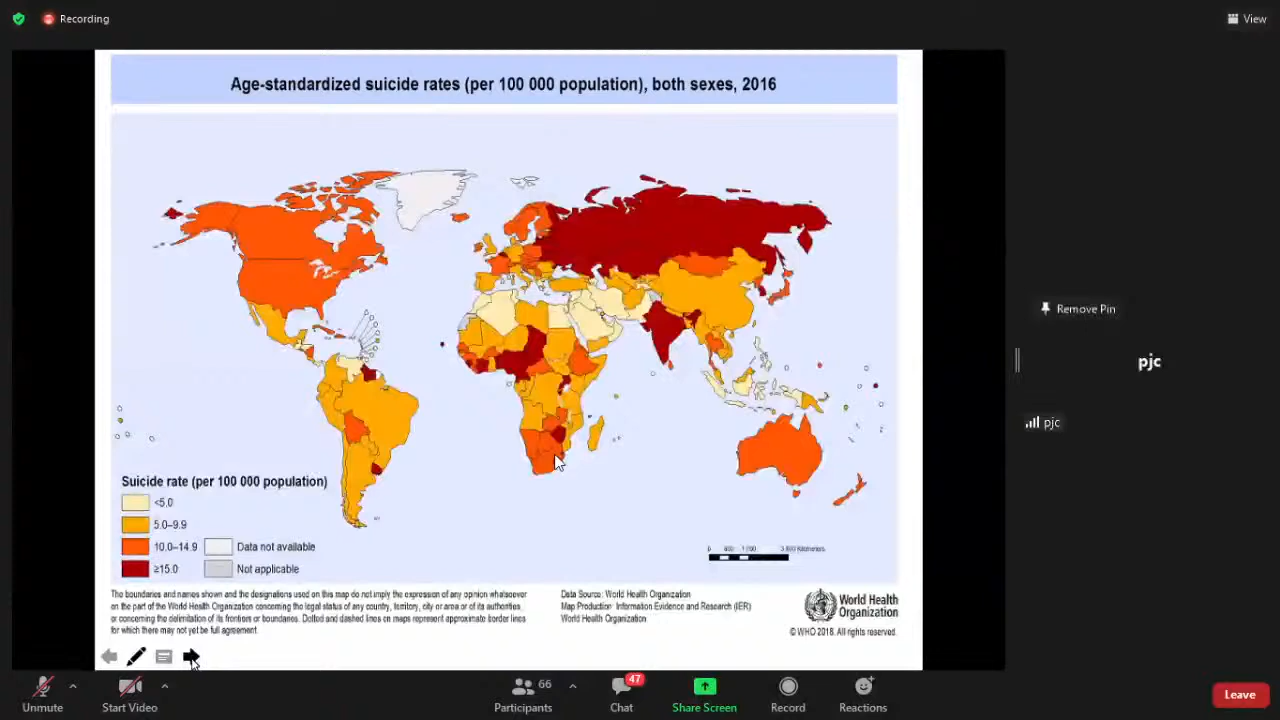 Recording
View
Age-standardized suicide rates (per 100 000 population), both sexes, 2016
Remove Pin
pjc
pjc
Suicide rate (per 100 000 population)
<5.0
5.0–9.9
10.0–14.9
Data not available
≥15.0
Not applicable
The boundaries and names shown and the designations used on this map do not imply the expression of any opinion whatsoever
on the part of the World Health Organization concerning the legal status of any country, territory, city or area or of its authorities,
or concerning the delimitation of its frontiers or boundaries. Dotted and dashed lines on maps represent approximate border lines
for which there may not yet be full agreement.
Data Source: World Health Organization
Map Production: Information Evidence and Research (IER)
World Health Organization
World Health
Organization
© WHO 2018. All rights reserved.
Unmute
Start Video
66
Participants
47
Chat
Share Screen
Record
Reactions
Leave